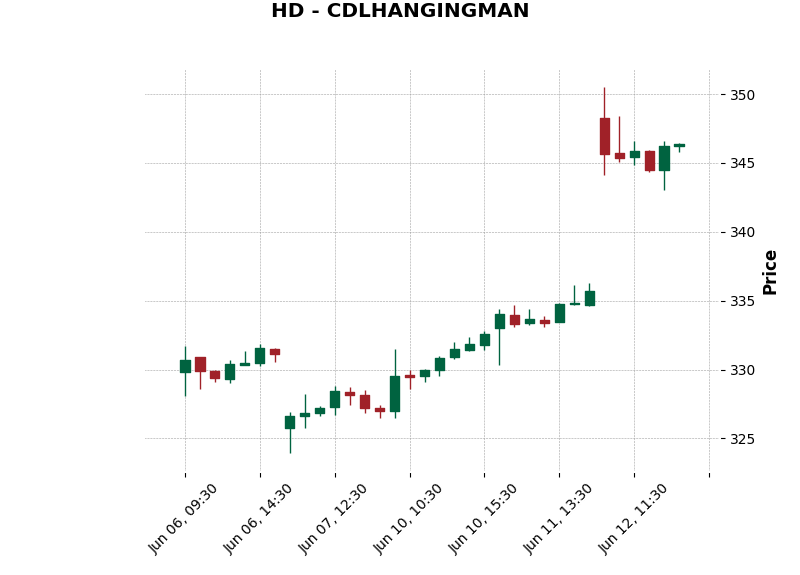 HD - CDLHANGINGMAN
350
345
340
335
330
325
Price
Jun 06, 09:30
Jun 06, 14:30
Jun 07, 12:30
Jun 10, 10:30
Jun 10, 15:30
Jun 11, 13:30
Jun 12, 11:30